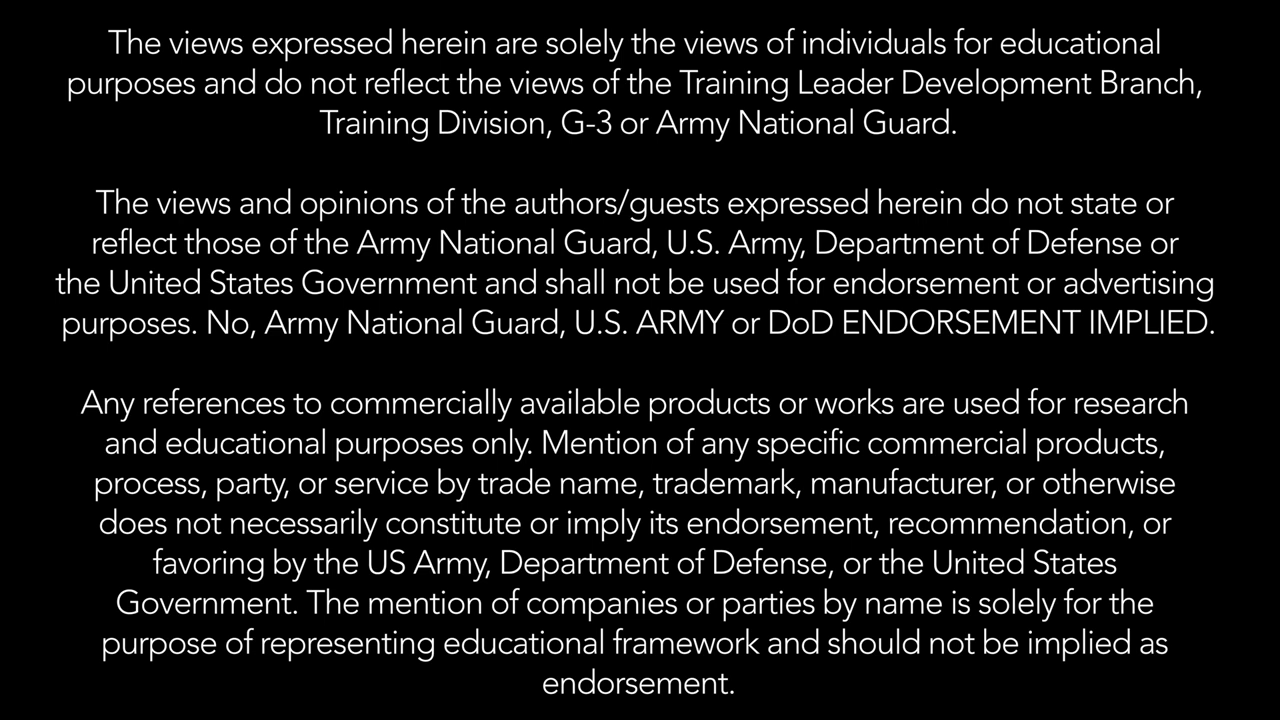 The views expressed herein are solely the views of individuals for educational
purposes and do not reflect the views of the Training Leader Development Branch,
Training Division, G-3 or Army National Guard.
The views and opinions of the authors/guests expressed herein do not state or
reflect those of the Army National Guard, U.S. Army, Department of Defense or
the United States Government and shall not be used for endorsement or advertising
purposes. No, Army National Guard, U.S. ARMY or DoD ENDORSEMENT IMPLIED.
Any references to commercially available products or works are used for research
and educational purposes only. Mention of any specific commercial products,
process, party, or service by trade name, trademark, manufacturer, or otherwise
does not necessarily constitute or imply its endorsement, recommendation, or
favoring by the US Army, Department of Defense, or the United States
Government. The mention of companies or parties by name is solely for the
purpose of representing educational framework and should not be implied as
endorsement.